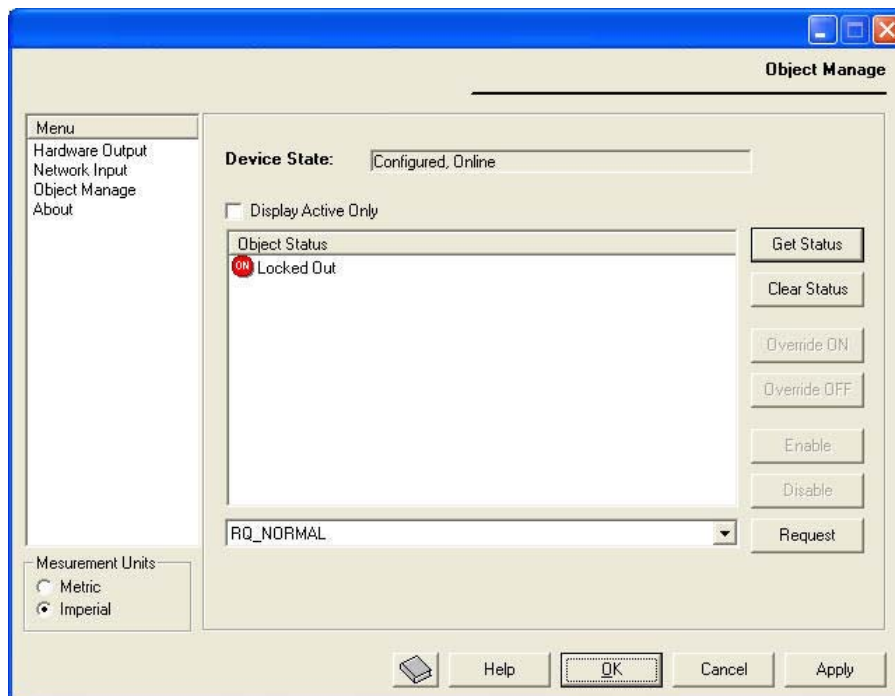 Object Manage
Menu
Hardware Output
Network Input
Object Manage
About
Device State:
Configured, Online
Display Active Only
Object Status
ON Locked Out
Get Status
Clear Status
Override ON
Override OFF
Enable
Disable
RQ_NORMAL
Request
Mesurement Units
Metric
Imperial
Help
OK
Cancel
Apply